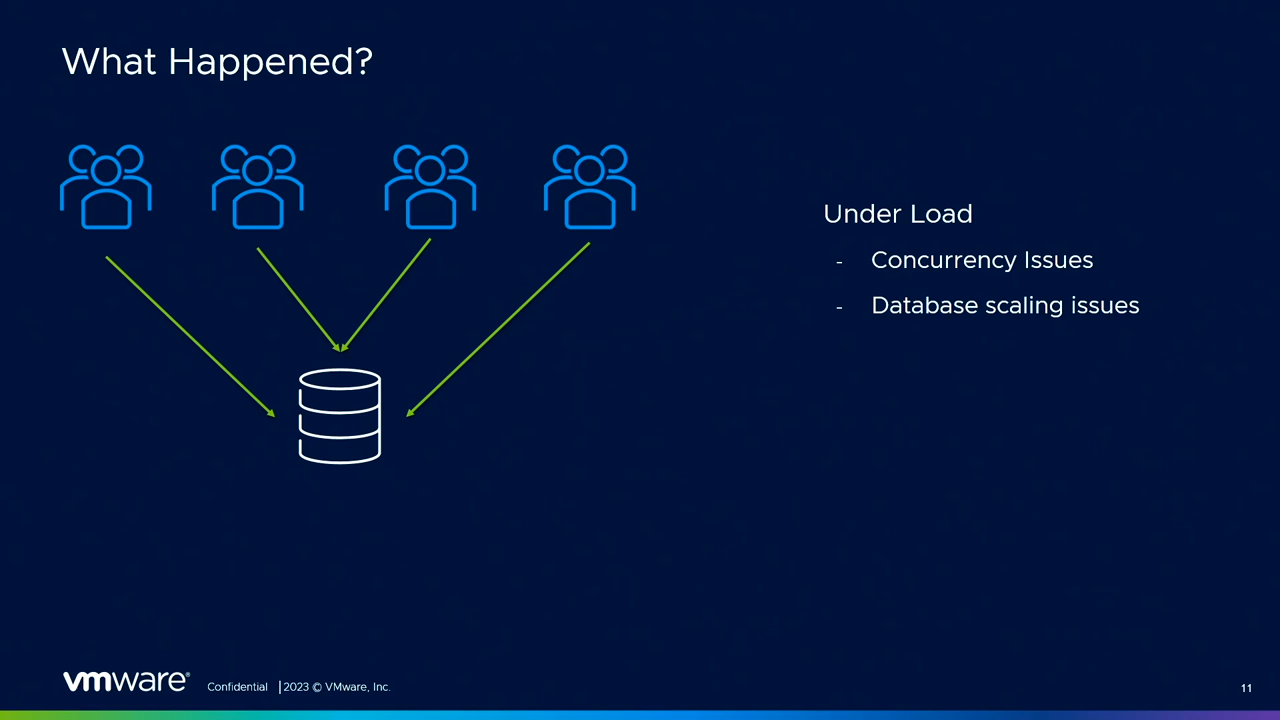 What Happened?
Under Load
- Concurrency Issues
- Database scaling issues
vmware®
Confidential | 2023 © VMware, Inc.
11